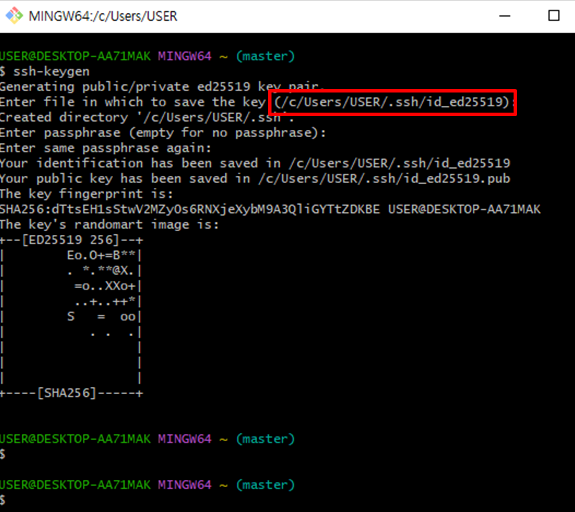 MINGW64:/c/Users/USER
USER@DESKTOP-AA71MAK MINGW64 ~ (master)
$ ssh-keygen
Generating public/private ed25519 key pair.
Enter file in which to save the key (/c/Users/USER/.ssh/id_ed25519):
Created directory '/c/Users/USER/.ssh'.
Enter passphrase (empty for no passphrase):
Enter same passphrase again:
Your identification has been saved in /c/Users/USER/.ssh/id_ed25519
Your public key has been saved in /c/Users/USER/.ssh/id_ed25519.pub
The key fingerprint is:
SHA256:dTtsEH1sStwV2MZyOs6RNXjeXybM9A3QliGYTtZDKBE USER@DESKTOP-AA71MAK
The key's randomart image is:
+--[ED25519 256]--+
|        Eo.O+=B**|
|        . *.**@X.|
|         =o..XXo+|
|         ..+..++*|
|        S   =  oo|
|           . .  .|
|                 |
|                 |
|                 |
+----[SHA256]-----+
USER@DESKTOP-AA71MAK MINGW64 ~ (master)
$
USER@DESKTOP-AA71MAK MINGW64 ~ (master)
$